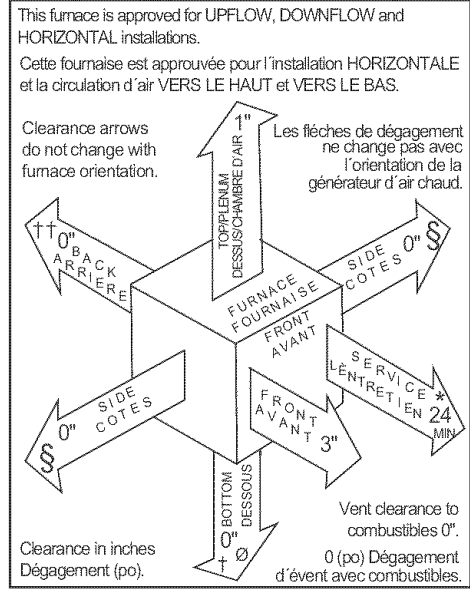 This furnace is approved for UPFLOW, DOWNFLOW and
HORIZONTAL installations.
Cette fournaise est approuvée pour l´installation HORIZONTALE
et la circulation d´air VERS LE HAUT et VERS LE BAS.
Clearance arrows
do not change with
furnace orientation.
Les fléches de dégagement
ne change pas avec
l´orientation de la
générateur d´air chaud.
1"
TOP/PLENUM
DESSUS/CHAMBRE D´AIR
††0"
BACK
ARRIERE
SIDE
COTES
0" §
FURNACE
FOURNAISE
FRONT
AVANT
SERVICE
LÈNTRETIEN
*
24
MIN
SIDE
COTES
0"
§
FRONT
AVANT
3"
BOTTOM
DESSOUS
0"
† Ø
Vent clearance to
combustibles 0".
0 (po) Dégagement
d´évent avec combustibles.
Clearance in inches
Dégagement (po).